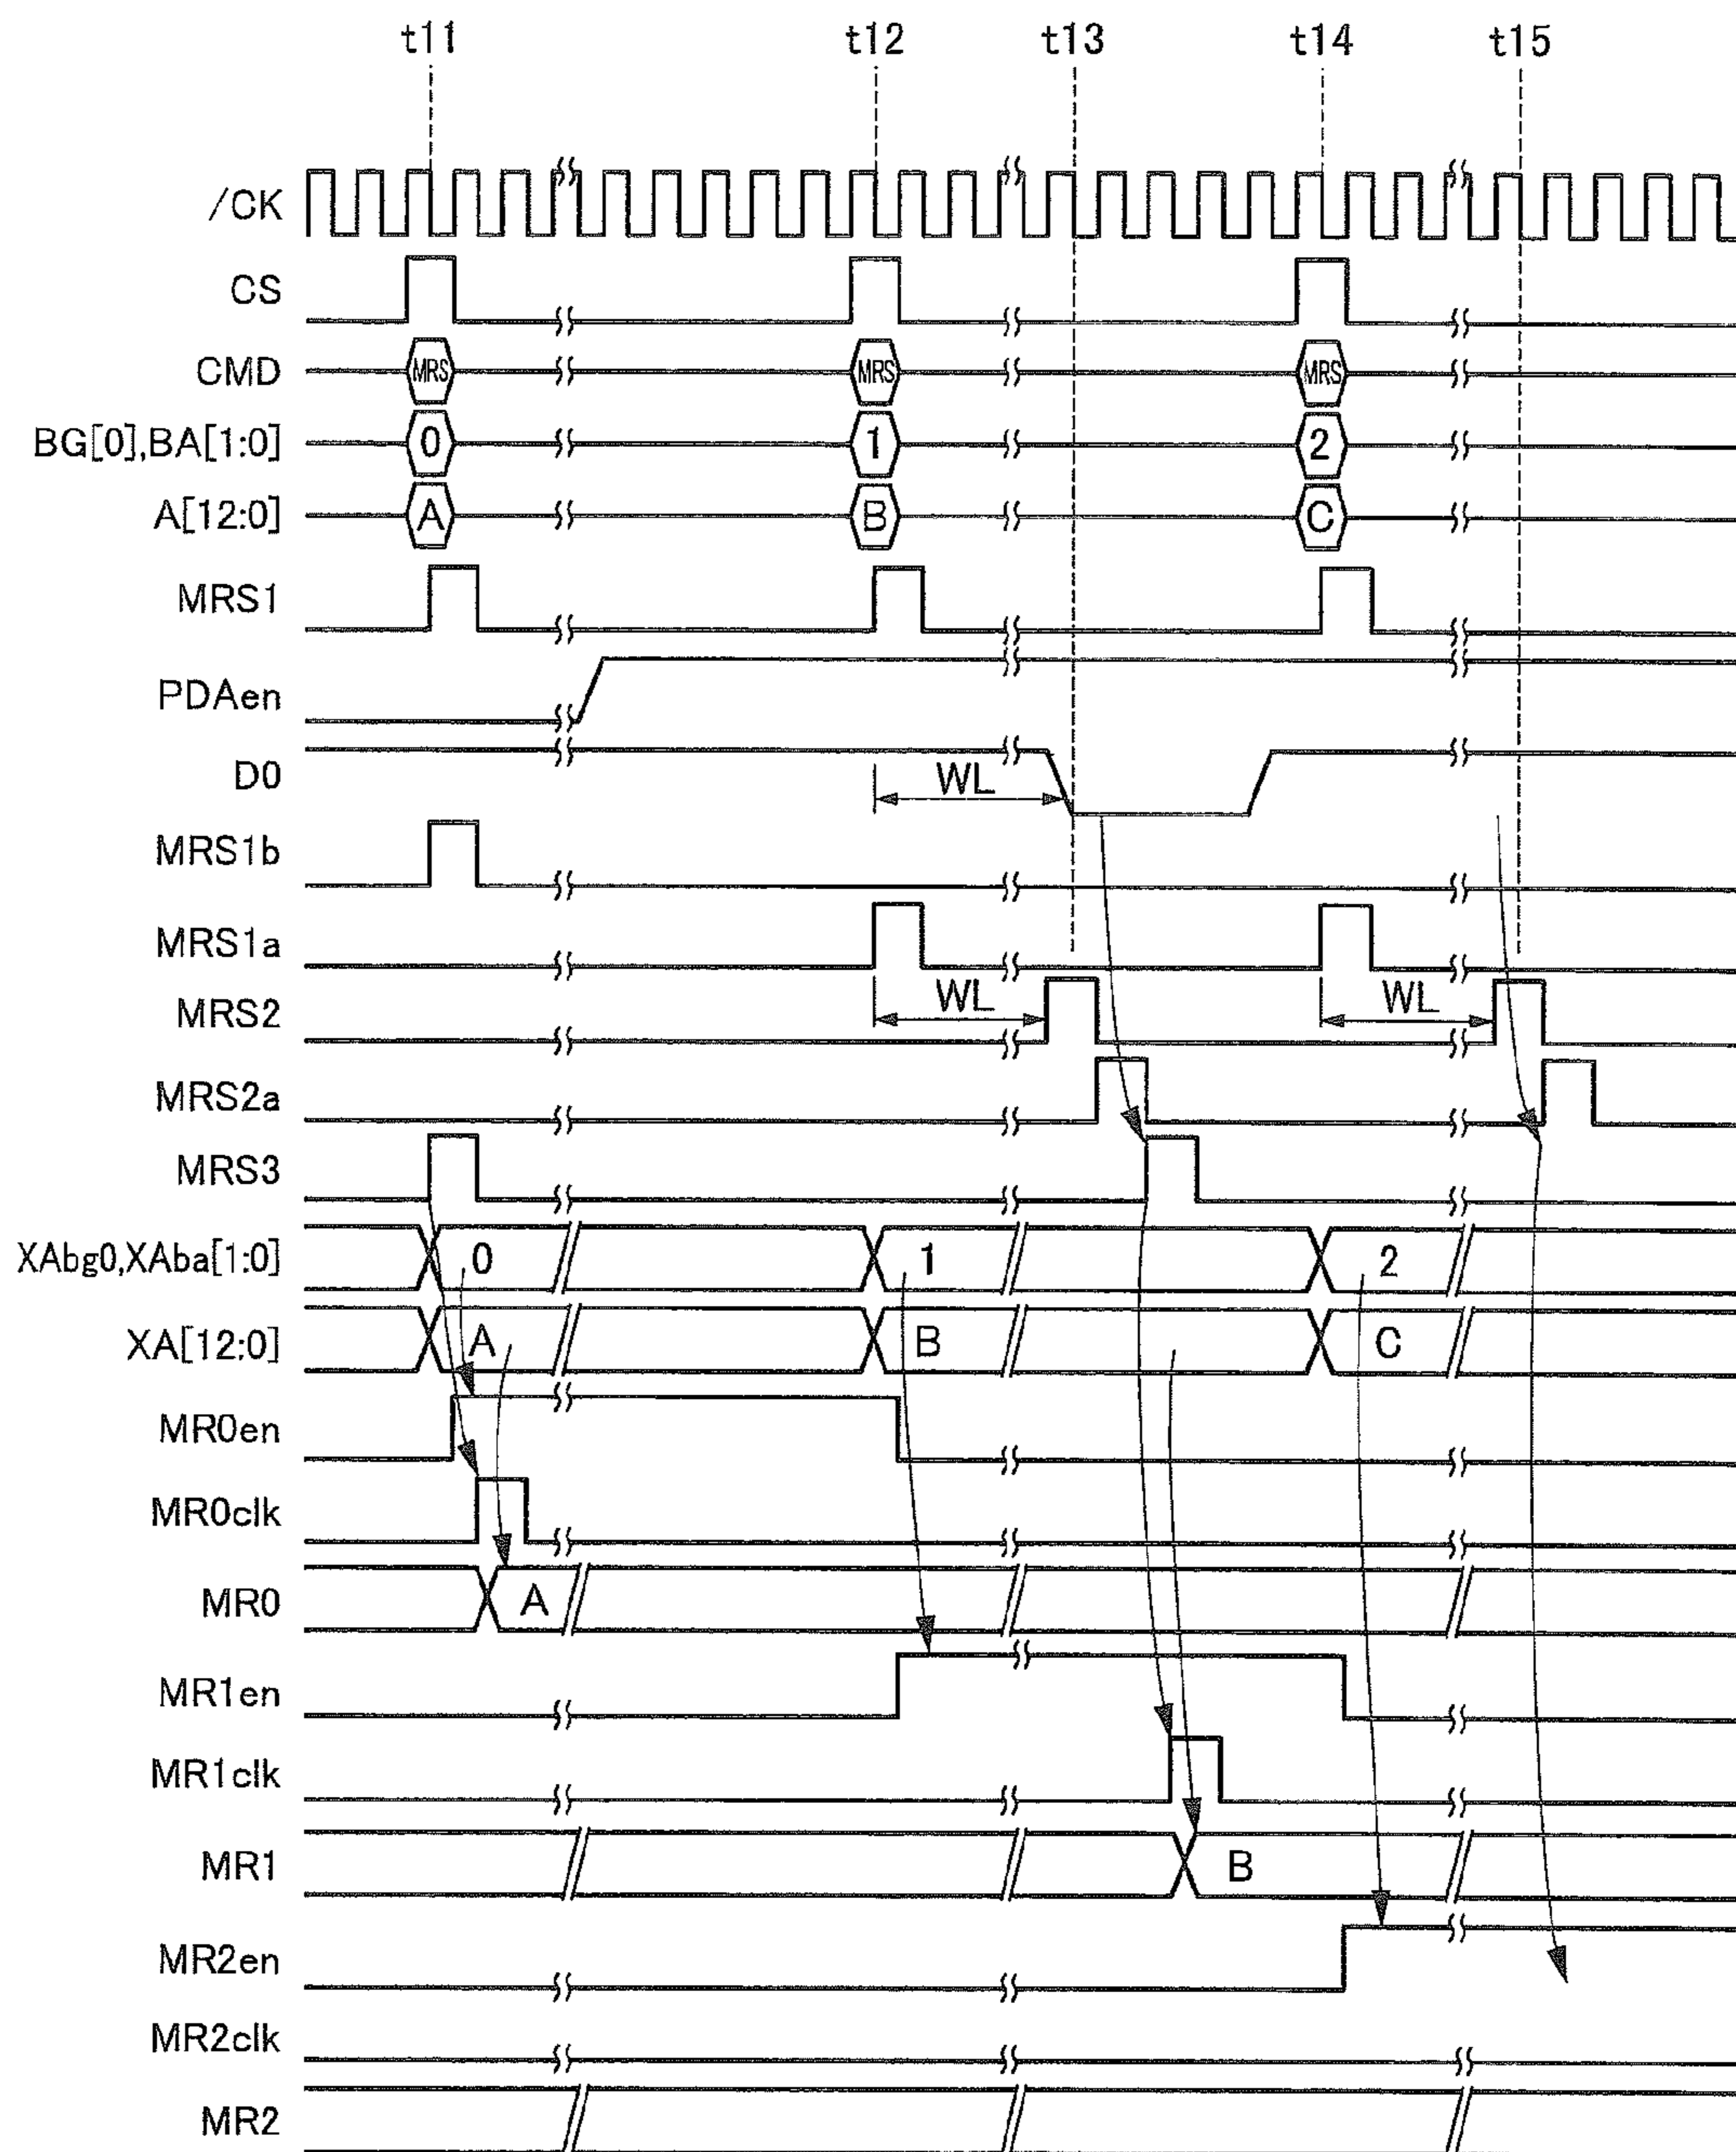 t11 t12 t13 t14 t15
/CK
CS
CMD MRS MRS MRS
BG[0],BA[1:0] 0 1 2
A[12:0] A B C
MRS1
PDAen
D0 WL
MRS1b
MRS1a
MRS2 WL WL
MRS2a
MRS3
XAbg0,XAba[1:0] 0 1 2
XA[12:0] A B C
MR0en
MR0clk
MR0 A
MR1en
MR1clk
MR1 B
MR2en
MR2clk
MR2